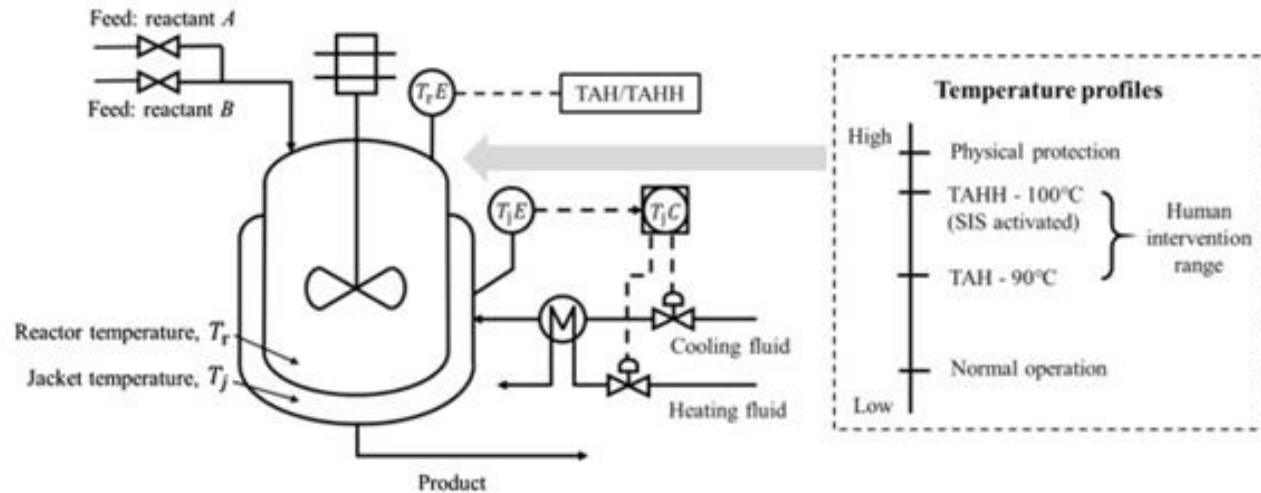 Feed: reactant A
Feed: reactant B
TrE
TAH/TAHH
TjE
TjC
Reactor temperature, Tr
Jacket temperature, Tj
Cooling fluid
Heating fluid
Product
Temperature profiles
High
Physical protection
TAHH - 100℃
(SIS activated)
Human
intervention
range
TAH - 90℃
Normal operation
Low